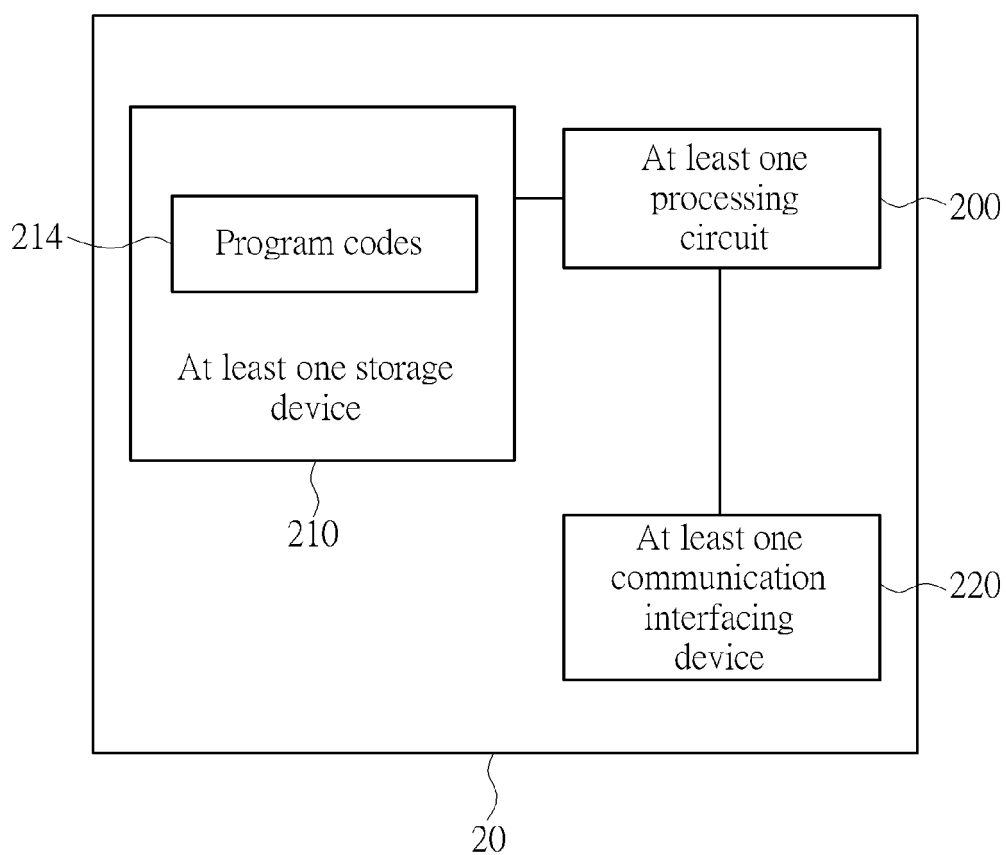 At least one
processing
circuit
200
214
Program codes
At least one storage
device
210
At least one
communication
interfacing
device
220
20